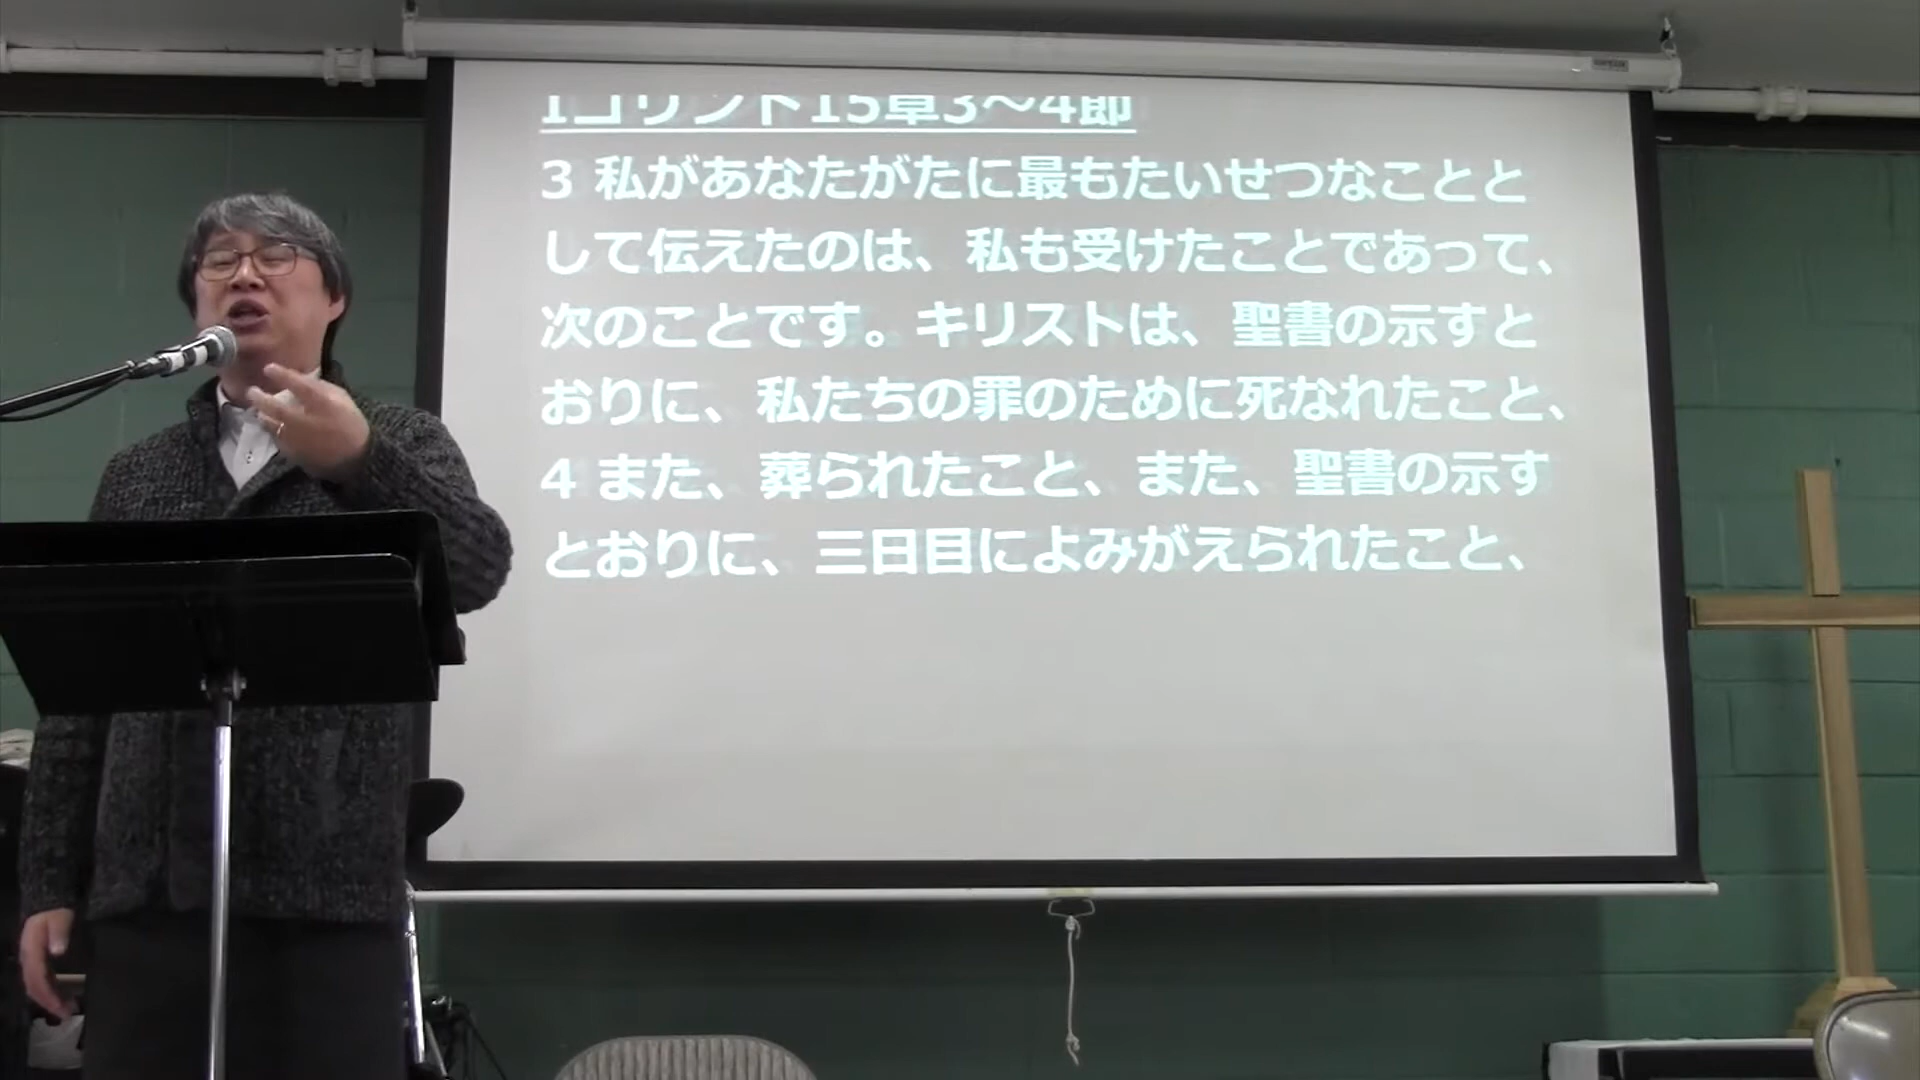 1コリント15章3～4節
3 私があなたがたに最もたいせつなことと
して伝えたのは、私も受けたことであって、
次のことです。キリストは、聖書の示すと
おりに、私たちの罪のために死なれたこと、
4 また、葬られたこと、また、聖書の示す
とおりに、三日目によみがえられたこと、